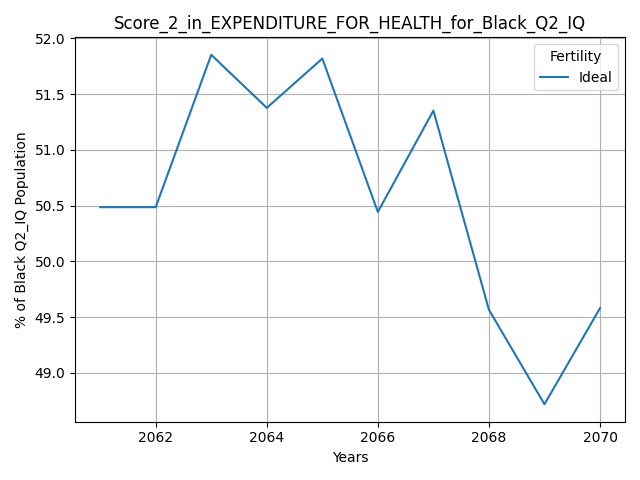 Score_2_in_EXPENDITURE_FOR_HEALTH_for_Black_Q2_IQ
Fertility
Ideal
% of Black Q2_IQ Population
52.0
51.5
51.0
50.5
50.0
49.5
49.0
2062 2064 2066 2068 2070
Years